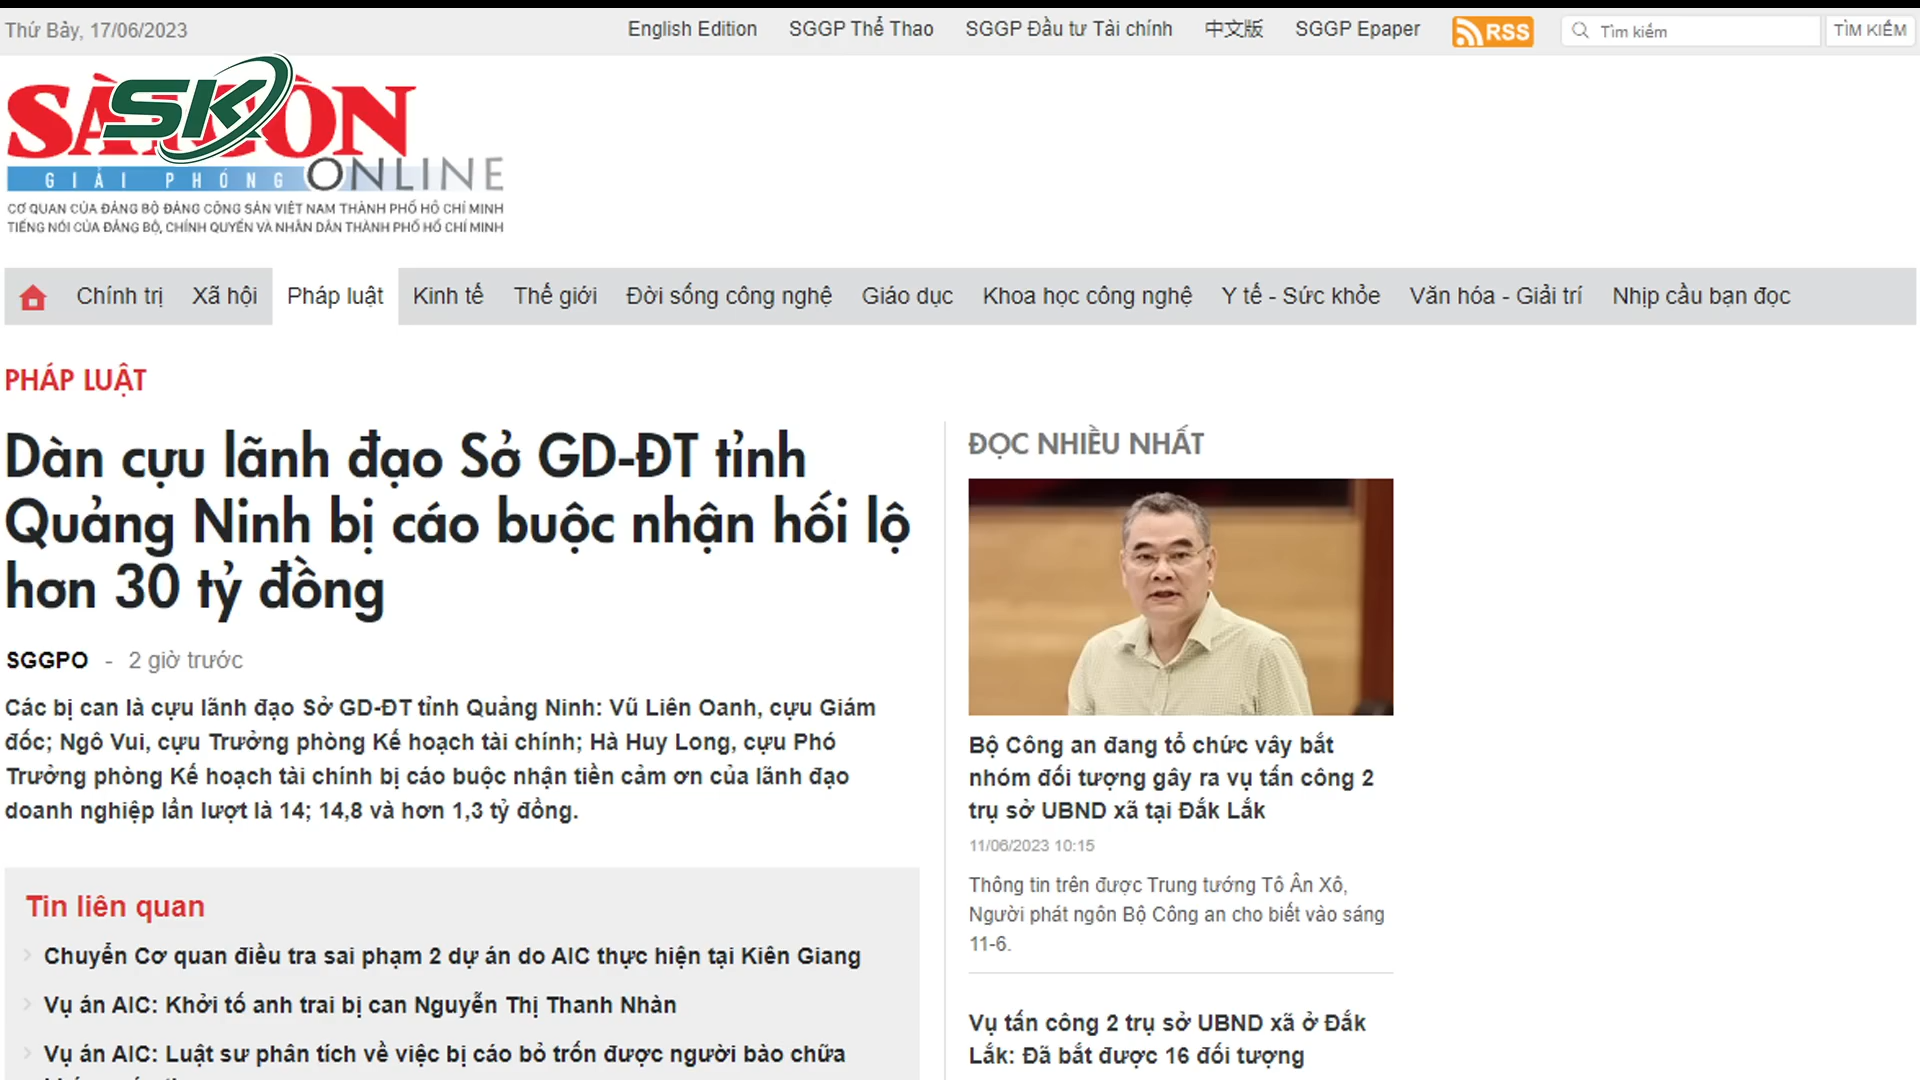 Thứ Bảy, 17/06/2023
English Edition SGGP Thể Thao SGGP Đầu tư Tài chính 中文版 SGGP Epaper RSS Tìm kiếm TÌM KIẾM
SK
ONLINE
GIẢI PHÓNG
CƠ QUAN CỦA ĐẢNG BỘ ĐẢNG CỘNG SẢN VIỆT NAM THÀNH PHỐ HỒ CHÍ MINH
TIẾNG NÓI CỦA ĐẢNG BỘ, CHÍNH QUYỀN VÀ NHÂN DÂN THÀNH PHỐ HỒ CHÍ MINH
Chính trị Xã hội Pháp luật Kinh tế Thế giới Đời sống công nghệ Giáo dục Khoa học công nghệ Y tế - Sức khỏe Văn hóa - Giải trí Nhịp cầu bạn đọc
PHÁP LUẬT
Dàn cựu lãnh đạo Sở GD-ĐT tỉnh
Quảng Ninh bị cáo buộc nhận hối lộ
hơn 30 tỷ đồng
SGGPO - 2 giờ trước
Các bị can là cựu lãnh đạo Sở GD-ĐT tỉnh Quảng Ninh: Vũ Liên Oanh, cựu Giám
đốc; Ngô Vui, cựu Trưởng phòng Kế hoạch tài chính; Hà Huy Long, cựu Phó
Trưởng phòng Kế hoạch tài chính bị cáo buộc nhận tiền cảm ơn của lãnh đạo
doanh nghiệp lần lượt là 14; 14,8 và hơn 1,3 tỷ đồng.
Tin liên quan
Chuyển Cơ quan điều tra sai phạm 2 dự án do AIC thực hiện tại Kiên Giang
Vụ án AIC: Khởi tố anh trai bị can Nguyễn Thị Thanh Nhàn
Vụ án AIC: Luật sư phân tích về việc bị cáo bỏ trốn được người bào chữa
ĐỌC NHIỀU NHẤT
Bộ Công an đang tổ chức vây bắt
nhóm đối tượng gây ra vụ tấn công 2
trụ sở UBND xã tại Đắk Lắk
11/06/2023 10:15
Thông tin trên được Trung tướng Tô Ân Xô,
Người phát ngôn Bộ Công an cho biết vào sáng
11-6.
Vụ tấn công 2 trụ sở UBND xã ở Đắk
Lắk: Đã bắt được 16 đối tượng